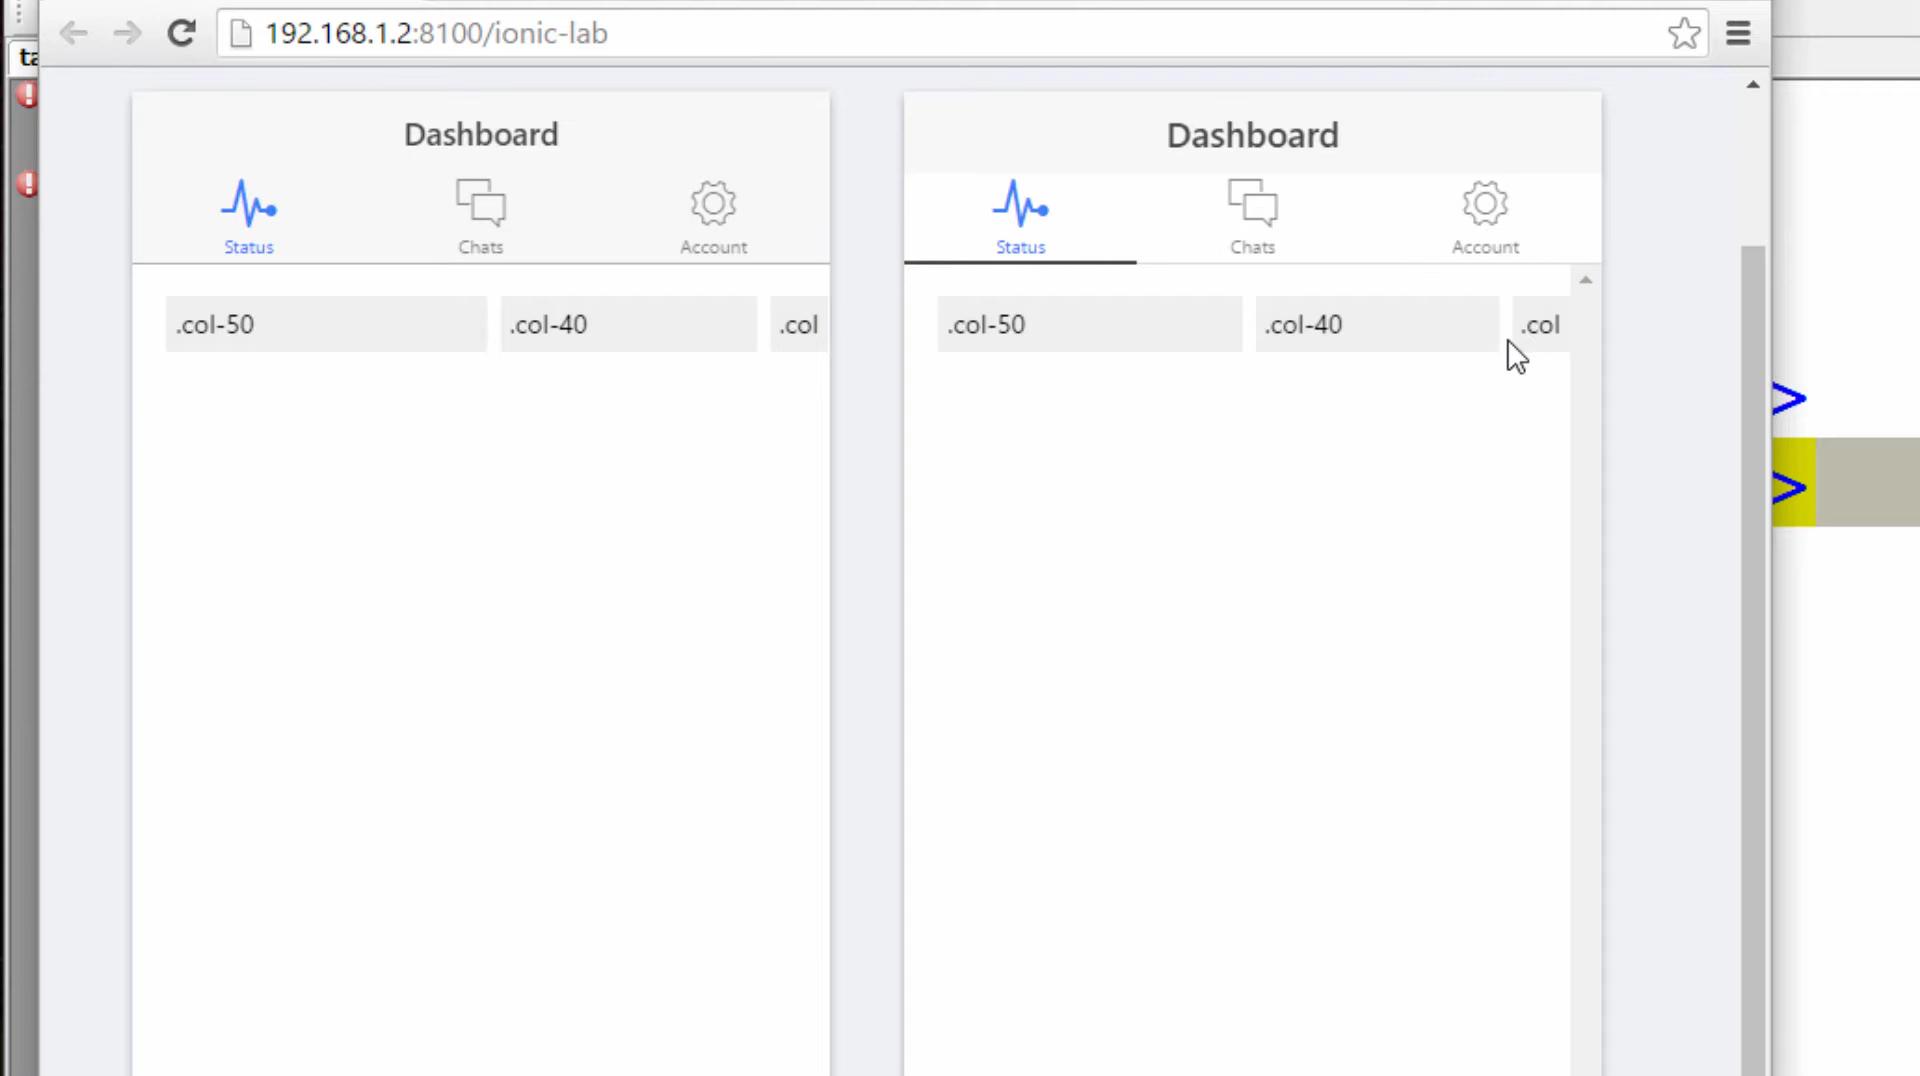 192.168.1.2:8100/ionic-lab
ta
Dashboard
Status
Chats
Account
.col-50
.col-40
.col
Dashboard
Status
Chats
Account
.col-50
.col-40
.col
>
>